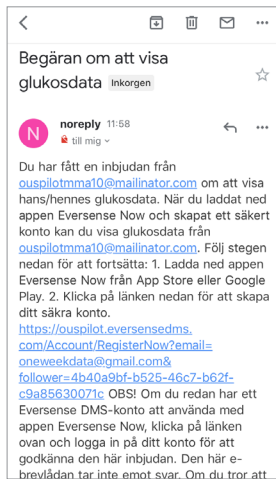 Begäran om att visa
glukosdata Inkorgen
N
noreply 11:58
till mig
Du har fått en inbjudan från
ouspilotmma10@mailinator.com om att visa
hans/hennes glukosdata. När du laddat ned
appen Eversense Now och skapat ett säkert
konto kan du visa glukosdata från
ouspilotmma10@mailinator.com. Följ stegen
nedan för att fortsätta: 1. Ladda ned appen
Eversense Now från App Store eller Google
Play. 2. Klicka på länken nedan för att skapa
ditt säkra konto.
https://ouspilot.eversensedms.
com/Account/RegisterNow?email=
oneweekdata@gmail.com&
follower=4b40a9bf-b525-46c7-b62f-
c9a85630071c OBS! Om du redan har ett
Eversense DMS-konto att använda med
appen Eversense Now, klicka på länken
ovan och logga in på ditt konto för att
godkänna den här inbjudan. Den här e-
brevlådan tar inte emot svar. Om du tror att